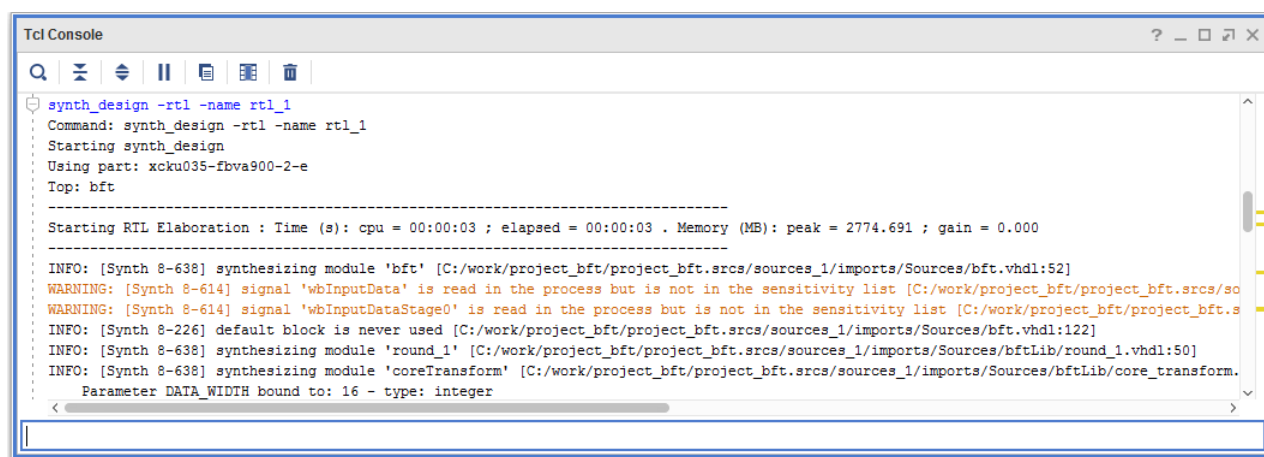 Tcl Console
synth_design -rtl -name rtl_1
Command: synth_design -rtl -name rtl_1
Starting synth_design
Using part: xcku035-fbva900-2-e
Top: bft
---------------------------------------------------------------------------------
Starting RTL Elaboration : Time (s): cpu = 00:00:03 ; elapsed = 00:00:03 . Memory (MB): peak = 2774.691 ; gain = 0.000
---------------------------------------------------------------------------------
INFO: [Synth 8-638] synthesizing module 'bft' [C:/work/project_bft/project_bft.srcs/sources_1/imports/Sources/bft.vhdl:52]
WARNING: [Synth 8-614] signal 'wbInputData' is read in the process but is not in the sensitivity list [C:/work/project_bft/project_bft.srcs/so
WARNING: [Synth 8-614] signal 'wbInputDataStage0' is read in the process but is not in the sensitivity list [C:/work/project_bft/project_bft.s
INFO: [Synth 8-226] default block is never used [C:/work/project_bft/project_bft.srcs/sources_1/imports/Sources/bft.vhdl:122]
INFO: [Synth 8-638] synthesizing module 'round_1' [C:/work/project_bft/project_bft.srcs/sources_1/imports/Sources/bftLib/round_1.vhdl:50]
INFO: [Synth 8-638] synthesizing module 'coreTransform' [C:/work/project_bft/project_bft.srcs/sources_1/imports/Sources/bftLib/core_transform.
Parameter DATA_WIDTH bound to: 16 - type: integer